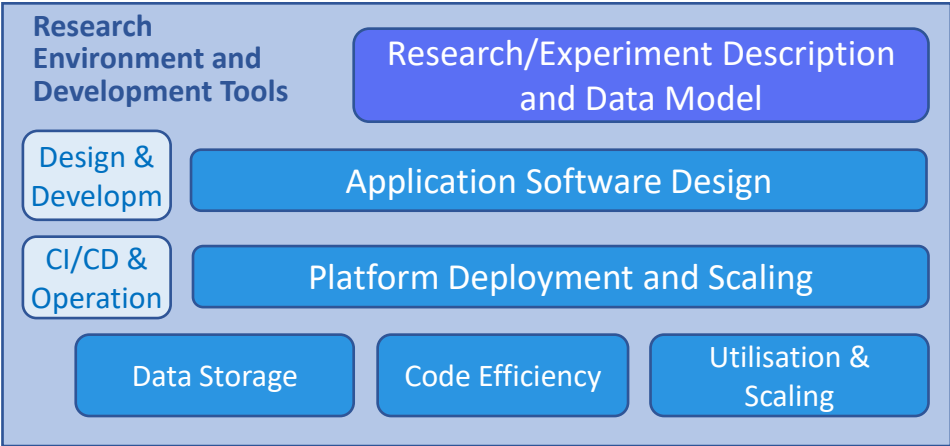 Research
Environment and
Development Tools
Research/Experiment Description
and Data Model
Design &
Developm
Application Software Design
CI/CD &
Operation
Platform Deployment and Scaling
Data Storage
Code Efficiency
Utilisation &
Scaling